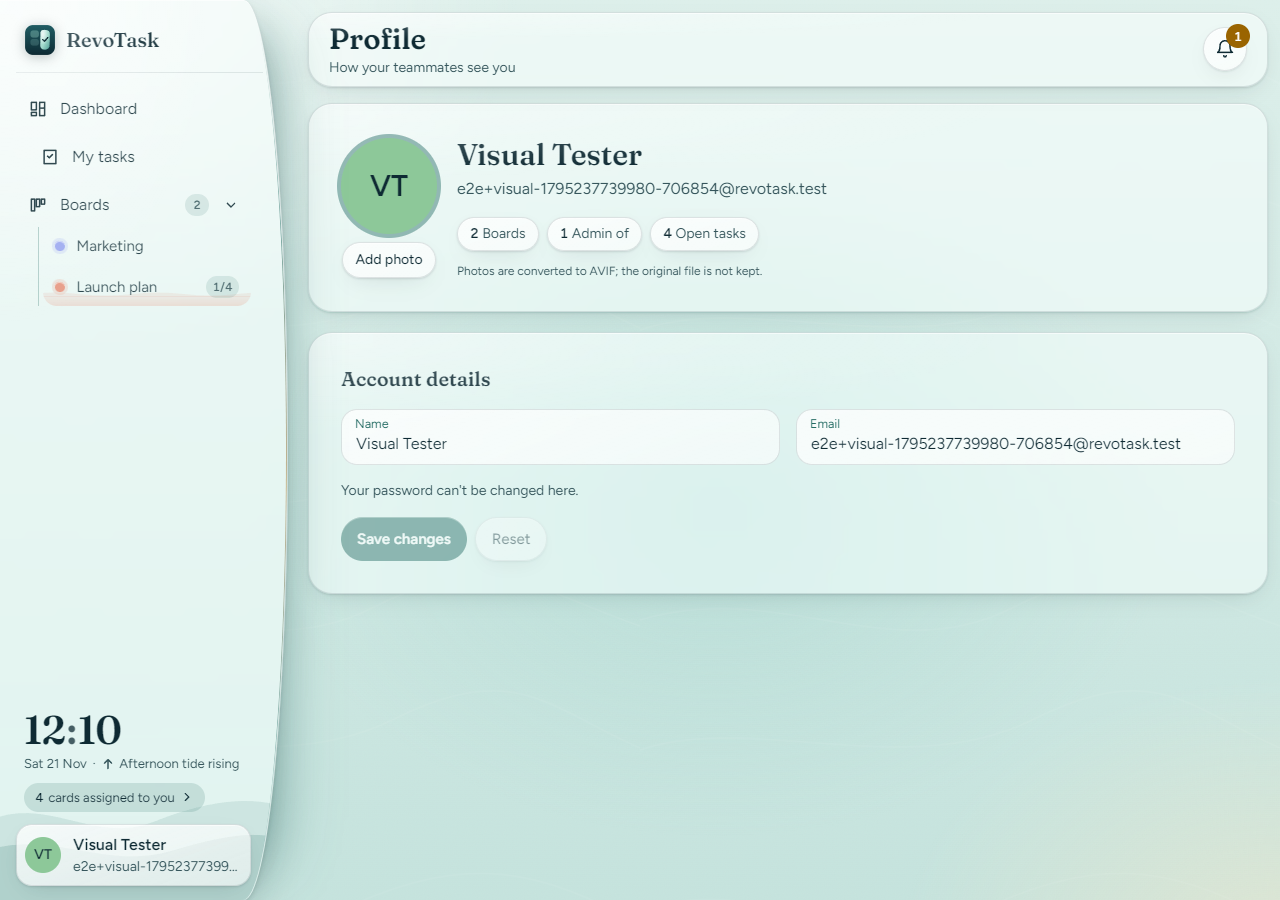 RevoTask
Dashboard
My tasks
Boards 2
Marketing
Launch plan 1/4
12:10
Sat 21 Nov · ↑ Afternoon tide rising
4 cards assigned to you
VT
Visual Tester
e2e+visual-17952377399...
Profile
How your teammates see you
1
VT
Add photo
Visual Tester
e2e+visual-1795237739980-706854@revotask.test
2 Boards 1 Admin of 4 Open tasks
Photos are converted to AVIF; the original file is not kept.
Account details
Name
Visual Tester
Email
e2e+visual-1795237739980-706854@revotask.test
Your password can't be changed here.
Save changes Reset